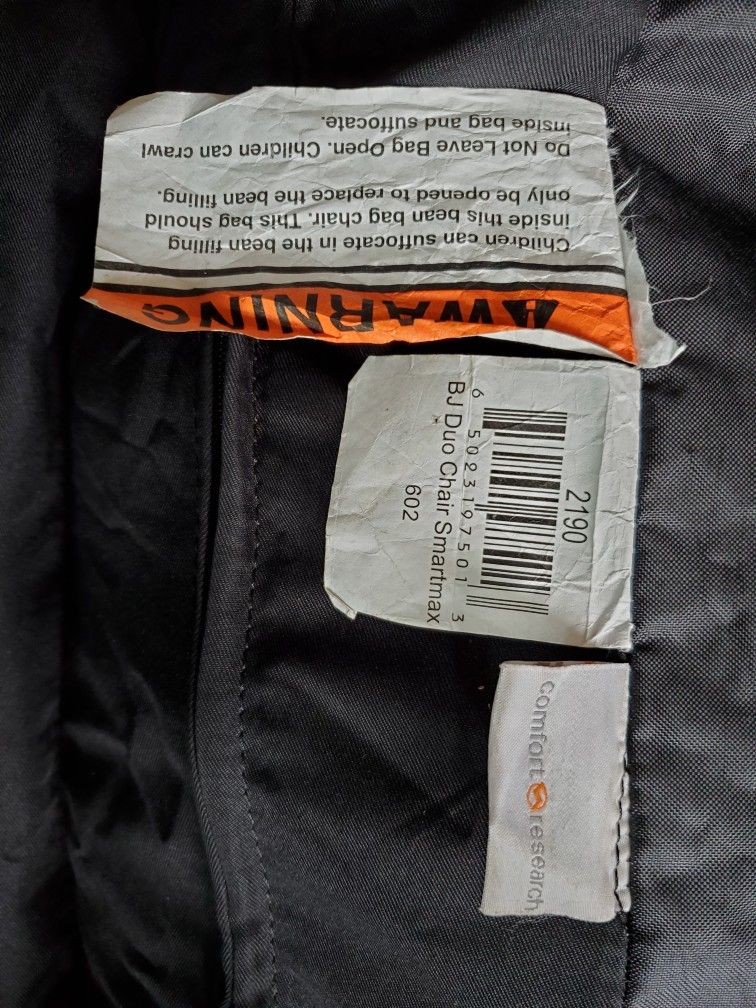 WARNING
Children can suffocate in the bean filling
inside this bean bag chair. This bag should
only be opened to replace the bean filling.
Do Not Leave Bag Open. Children can crawl
inside bag and suffocate.
2190
6 50231 97501 3
BJ Duo Chair Smartmax
602
comfort research